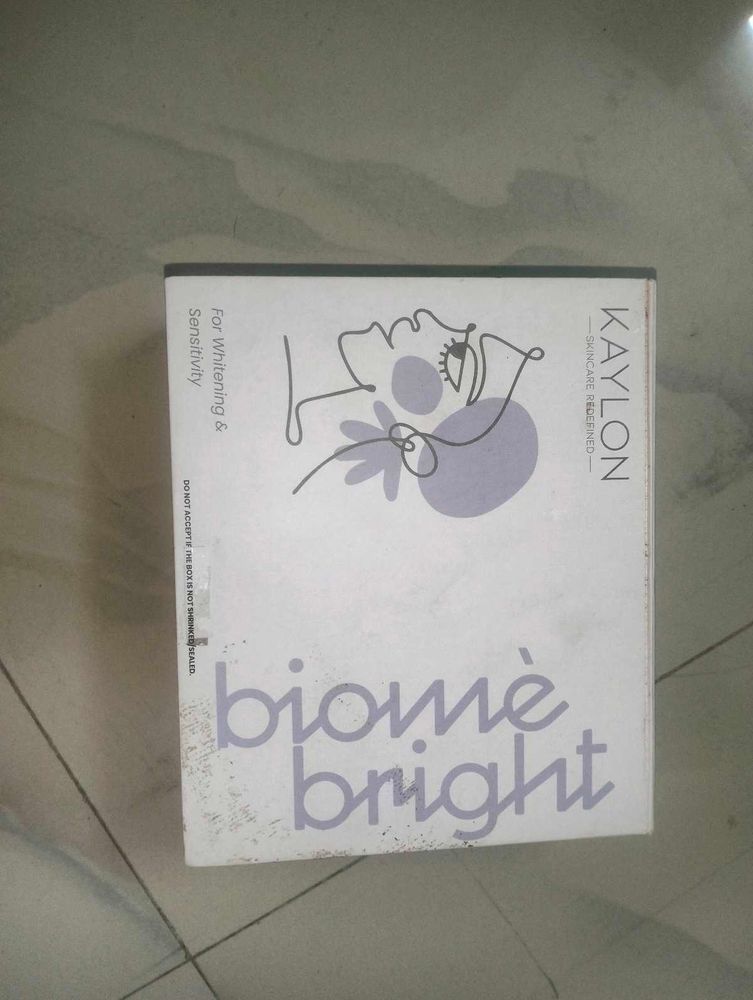 KAYLON
SKINCARE REDEFINED
For Whitening &
Sensitivity
DO NOT ACCEPT IF THE BOX IS NOT SHRINKED/SEALED.
biomè
bright